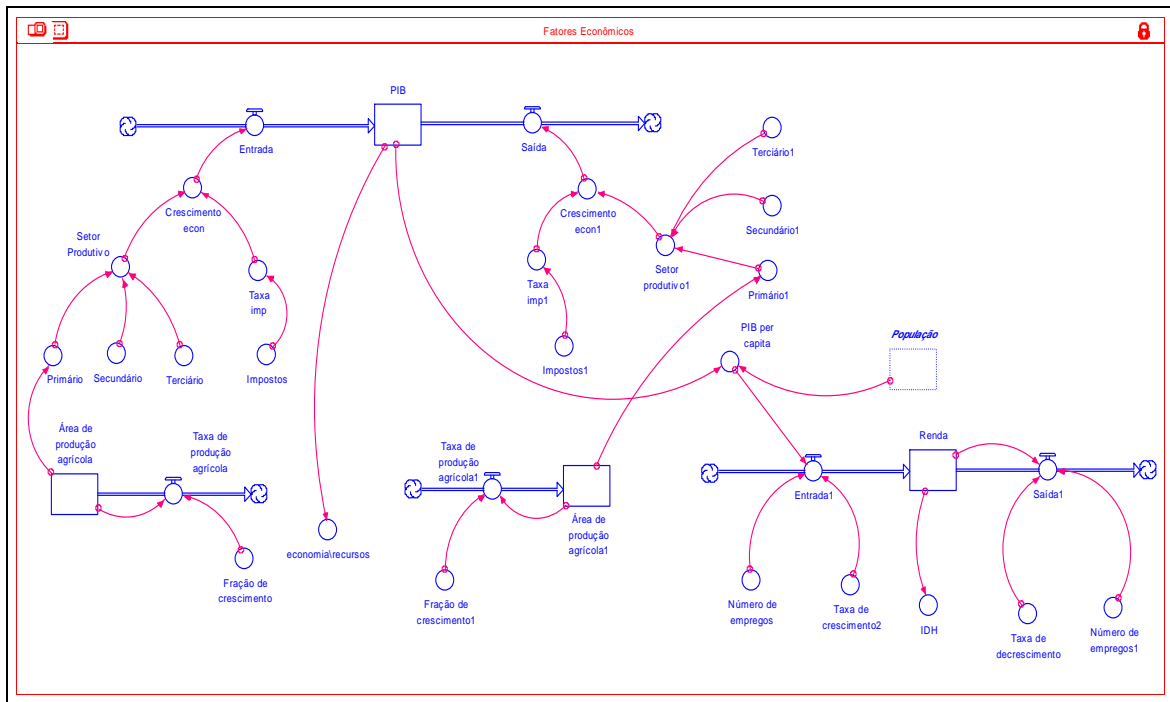 Fatores Econômicos
PIB
Entrada
Saída
Terciário1
Crescimento
econ
Crescimento
econ1
Secundário1
Setor
Produtivo
Taxa
imp
Taxa
imp1
Setor
produtivo1
Primário1
PIB per
capita
População
Primário
Secundário
Terciário
Impostos
Impostos1
Área de
produção
agrícola
Taxa de
produção
agrícola
Taxa de
produção
agrícola1
Renda
Entrada1
Saída1
Área de
produção
agrícola1
economia\recursos
Fração de
crescimento
Fração de
crescimento1
Número de
empregos
Taxa de
crescimento2
IDH
Taxa de
decrescimento
Número de
empregos1